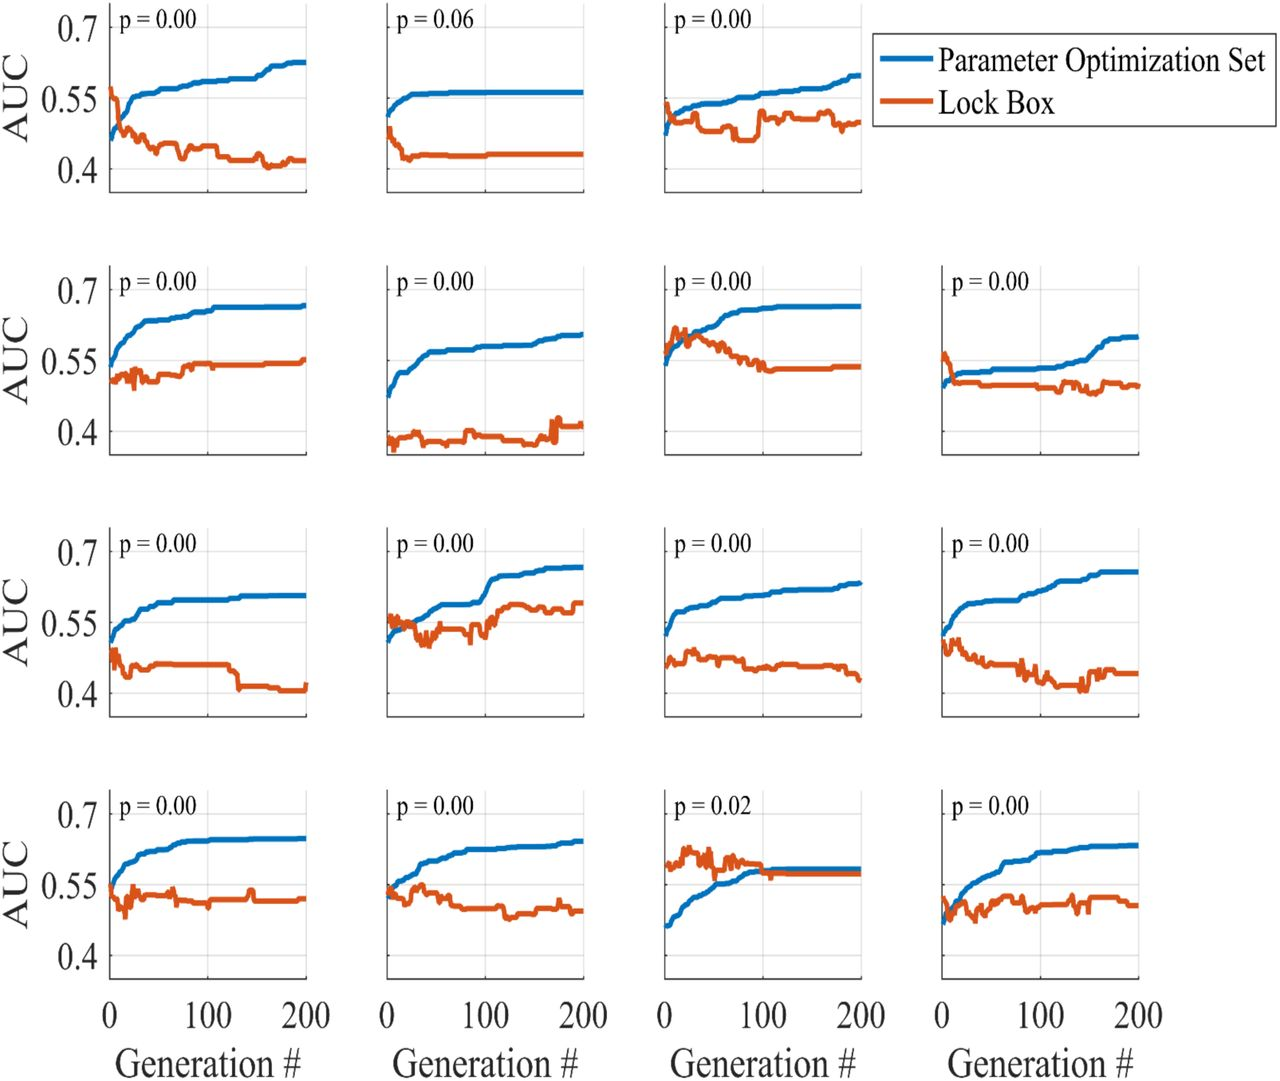 p = 0.00
p = 0.06
p = 0.00
Parameter Optimization Set
Lock Box
AUC
0.7
0.55
0.4
p = 0.00
p = 0.00
p = 0.00
p = 0.00
AUC
0.7
0.55
0.4
p = 0.00
p = 0.00
p = 0.00
p = 0.00
AUC
0.7
0.55
0.4
p = 0.00
p = 0.00
p = 0.02
p = 0.00
AUC
0.7
0.55
0.4
0 100 200
0 100 200
0 100 200
0 100 200
Generation #
Generation #
Generation #
Generation #